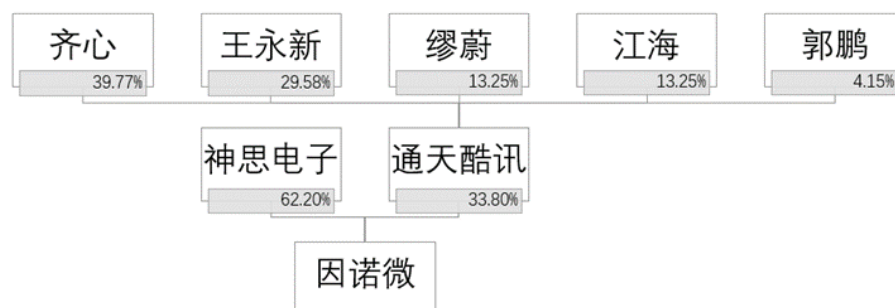 齐心 王永新 缪蔚 江海 郭鹏
39.77% 29.58% 13.25% 13.25% 4.15%
神思电子 通天酷讯
62.20% 33.80%
因诺微